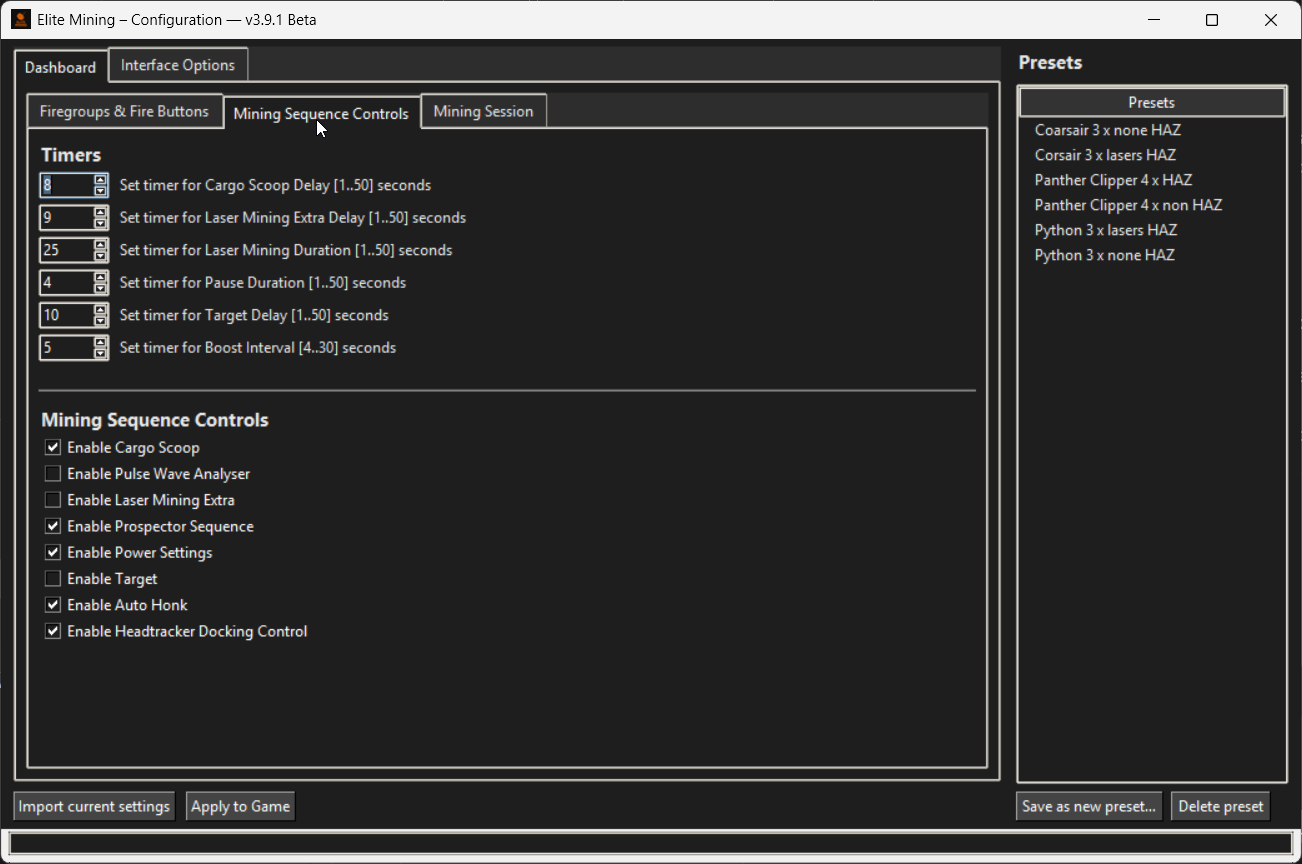 Elite Mining – Configuration — v3.9.1 Beta
Dashboard
Interface Options
Firegroups & Fire Buttons
Mining Sequence Controls
Mining Session
Timers
8 Set timer for Cargo Scoop Delay [1..50] seconds
9 Set timer for Laser Mining Extra Delay [1..50] seconds
25 Set timer for Laser Mining Duration [1..50] seconds
4 Set timer for Pause Duration [1..50] seconds
10 Set timer for Target Delay [1..50] seconds
5 Set timer for Boost Interval [4..30] seconds
Mining Sequence Controls
Enable Cargo Scoop
Enable Pulse Wave Analyser
Enable Laser Mining Extra
Enable Prospector Sequence
Enable Power Settings
Enable Target
Enable Auto Honk
Enable Headtracker Docking Control
Import current settings
Apply to Game
Presets
Presets
Coarsair 3 x none HAZ
Corsair 3 x lasers HAZ
Panther Clipper 4 x HAZ
Panther Clipper 4 x non HAZ
Python 3 x lasers HAZ
Python 3 x none HAZ
Save as new preset...
Delete preset